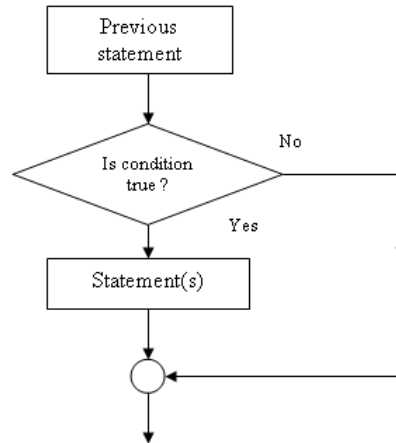 Previous
statement
Is condition
true ?
No
Yes
Statement(s)